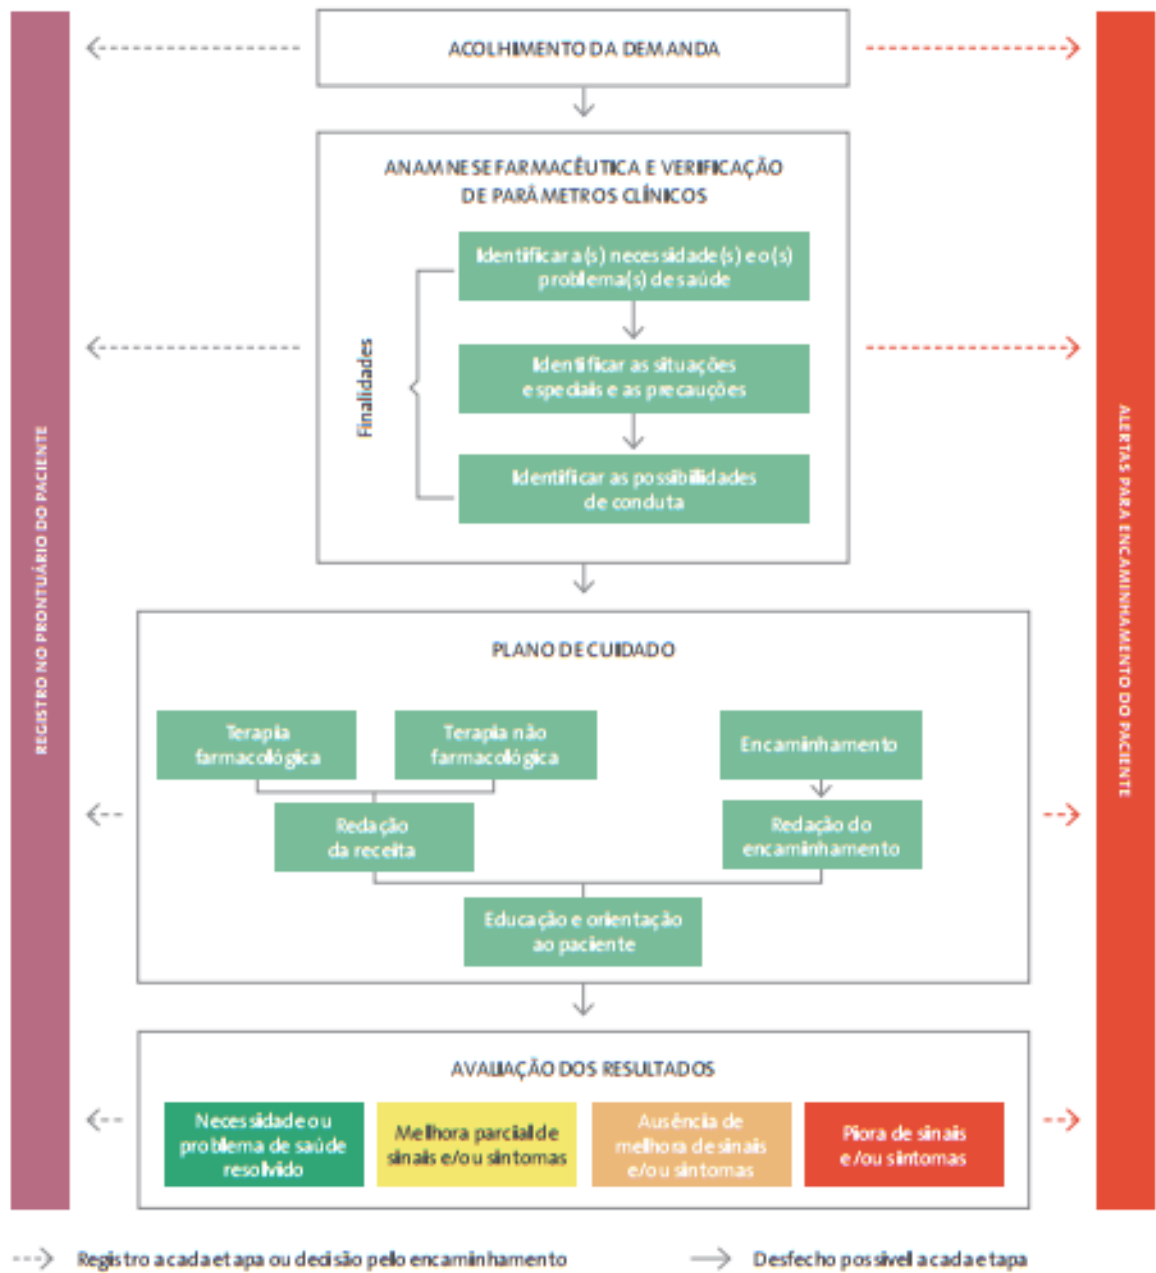 ACOLHIMENTO DA DEMANDA
ANAMNESE FARMACÊUTICA E VERIFICAÇÃO
DE PARÂMETROS CLÍNICOS
Finalidades
Identificar a(s) necessidade(s) e o(s)
problema(s) de saúde
Identificar as situações
especiais e as precauções
Identificar as possibilidades
de conduta
REGISTRO NO PRONTUÁRIO DO PACIENTE
ALERTAS PARA ENCAMINHAMENTO DO PACIENTE
PLANO DE CUIDADO
Terapia
farmacológica
Terapia não
farmacológica
Encaminhamento
Redação
da receita
Redação do
encaminhamento
Educação e orientação
ao paciente
AVALIAÇÃO DOS RESULTADOS
Necessidade ou
problema de saúde
resolvido
Melhora parcial de
sinais e/ou sintomas
Ausência de
melhora de sinais
e/ou sintomas
Piora de sinais
e/ou sintomas
Registro a cada etapa ou decisão pelo encaminhamento
Desfecho possível a cada etapa